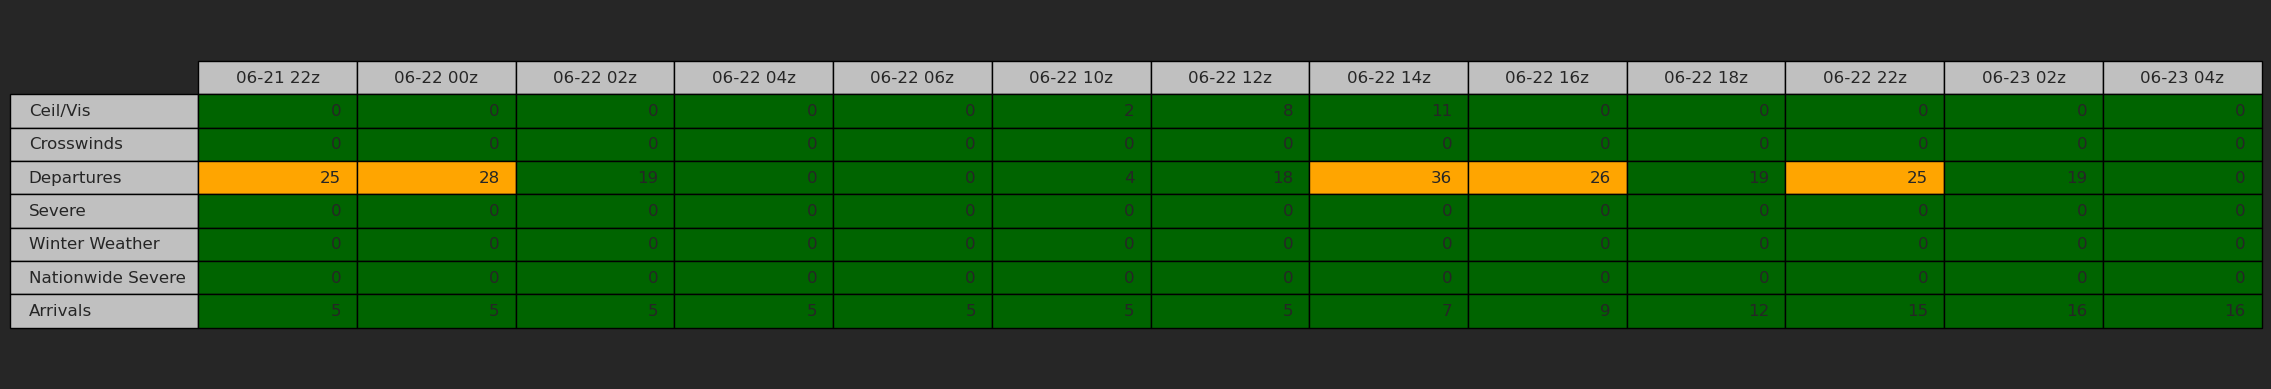 06-21 22z 06-22 00z 06-22 02z 06-22 04z 06-22 06z 06-22 10z 06-22 12z 06-22 14z 06-22 16z 06-22 18z 06-22 22z 06-23 02z 06-23 04z
Ceil/Vis 0 0 0 0 0 2 8 11 0 0 0 0 0
Crosswinds 0 0 0 0 0 0 0 0 0 0 0 0 0
Departures 25 28 19 0 0 4 18 36 26 19 25 19 0
Severe 0 0 0 0 0 0 0 0 0 0 0 0 0
Winter Weather 0 0 0 0 0 0 0 0 0 0 0 0 0
Nationwide Severe 0 0 0 0 0 0 0 0 0 0 0 0 0
Arrivals 5 5 5 5 5 5 5 7 9 12 15 16 16